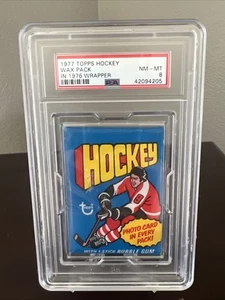 1977 TOPPS HOCKEY
WAX PACK
NM - MT
IN 1976 WRAPPER
8
PSA
42094205
HOCKEY
PHOTO CARD
IN EVERY
PACK!
WITH 1 STICK BUBBLE GUM